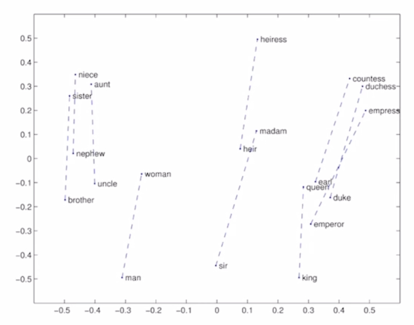 heiress
0.5
0.4
niece
countess
aunt
duchess
0.3
sister
0.2
empress
madam
0.1
nephew
heir
0
woman
earl
-0.1
uncle
queen
brother
duke
-0.2
emperor
-0.3
-0.4
sir
man
king
-0.5
-0.5 -0.4 -0.3 -0.2 -0.1 0 0.1 0.2 0.3 0.4 0.5